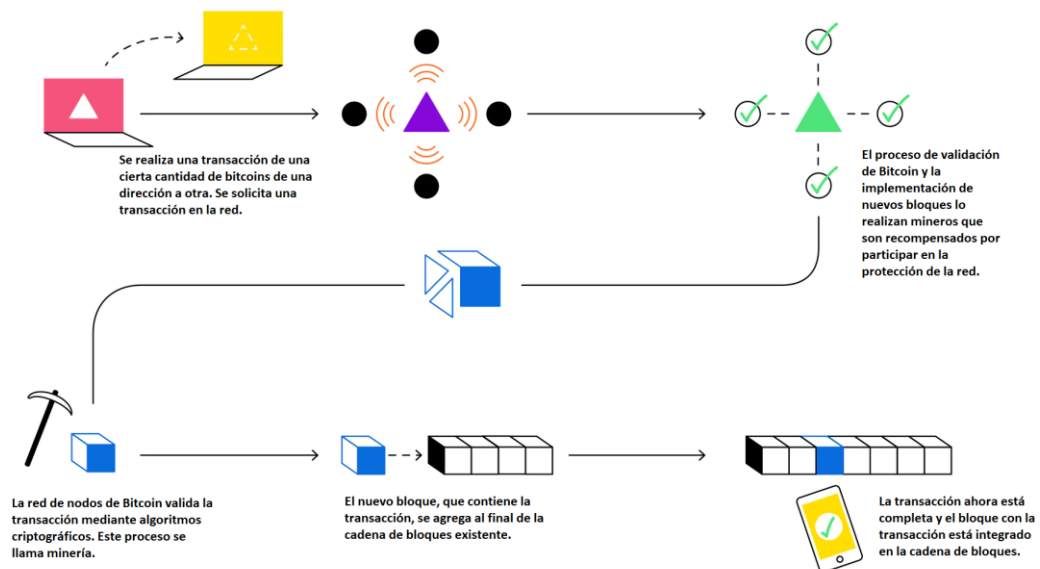 Se realiza una transacción de una
cierta cantidad de bitcoins de una
dirección a otra. Se solicita una
transacción en la red.
El proceso de validación
de Bitcoin y la
implementación de
nuevos bloques lo
realizan mineros que
son recompensados por
participar en la
protección de la red.
La red de nodos de Bitcoin valida la
transacción mediante algoritmos
criptográficos. Este proceso se
llama minería.
El nuevo bloque, que contiene la
transacción, se agrega al final de la
cadena de bloques existente.
La transacción ahora está
completa y el bloque con la
transacción está integrado
en la cadena de bloques.